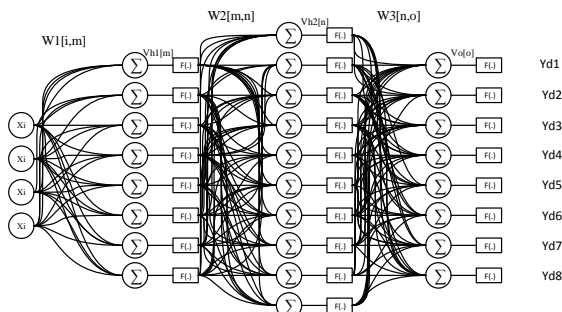 W1[i,m]
W2[m,n]
W3[n,o]
Vh1[m]
Vh2[n]
Vo[o]
Xi
Xi
Xi
Xi
∑
∑
∑
∑
∑
∑
∑
∑
F(.)
F(.)
F(.)
F(.)
F(.)
F(.)
F(.)
F(.)
∑
∑
∑
∑
∑
∑
∑
∑
∑
∑
F(.)
F(.)
F(.)
F(.)
F(.)
F(.)
F(.)
F(.)
F(.)
F(.)
∑
∑
∑
∑
∑
∑
∑
∑
F(.)
F(.)
F(.)
F(.)
F(.)
F(.)
F(.)
F(.)
Yd1
Yd2
Yd3
Yd4
Yd5
Yd6
Yd7
Yd8